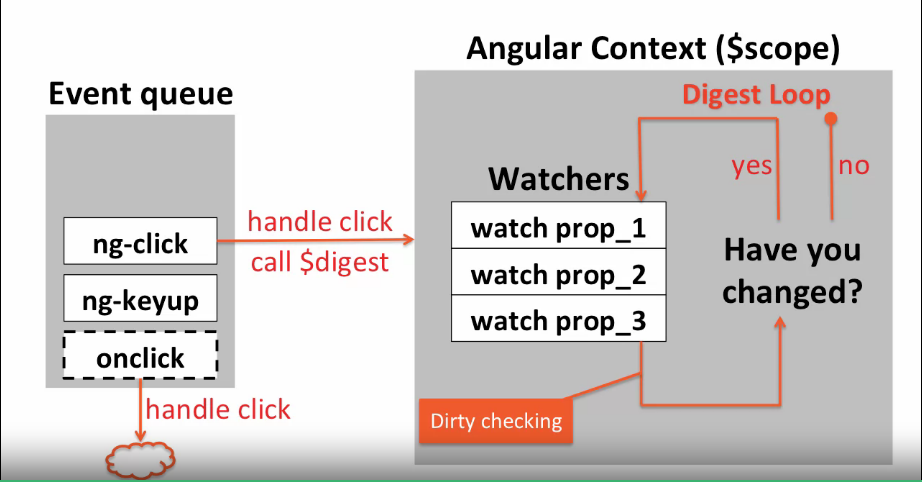 Angular Context ($scope)
Event queue
Digest Loop
yes
no
Watchers
handle click
call $digest
ng-click
ng-keyup
onclick
watch prop_1
watch prop_2
watch prop_3
Have you
changed?
handle click
Dirty checking